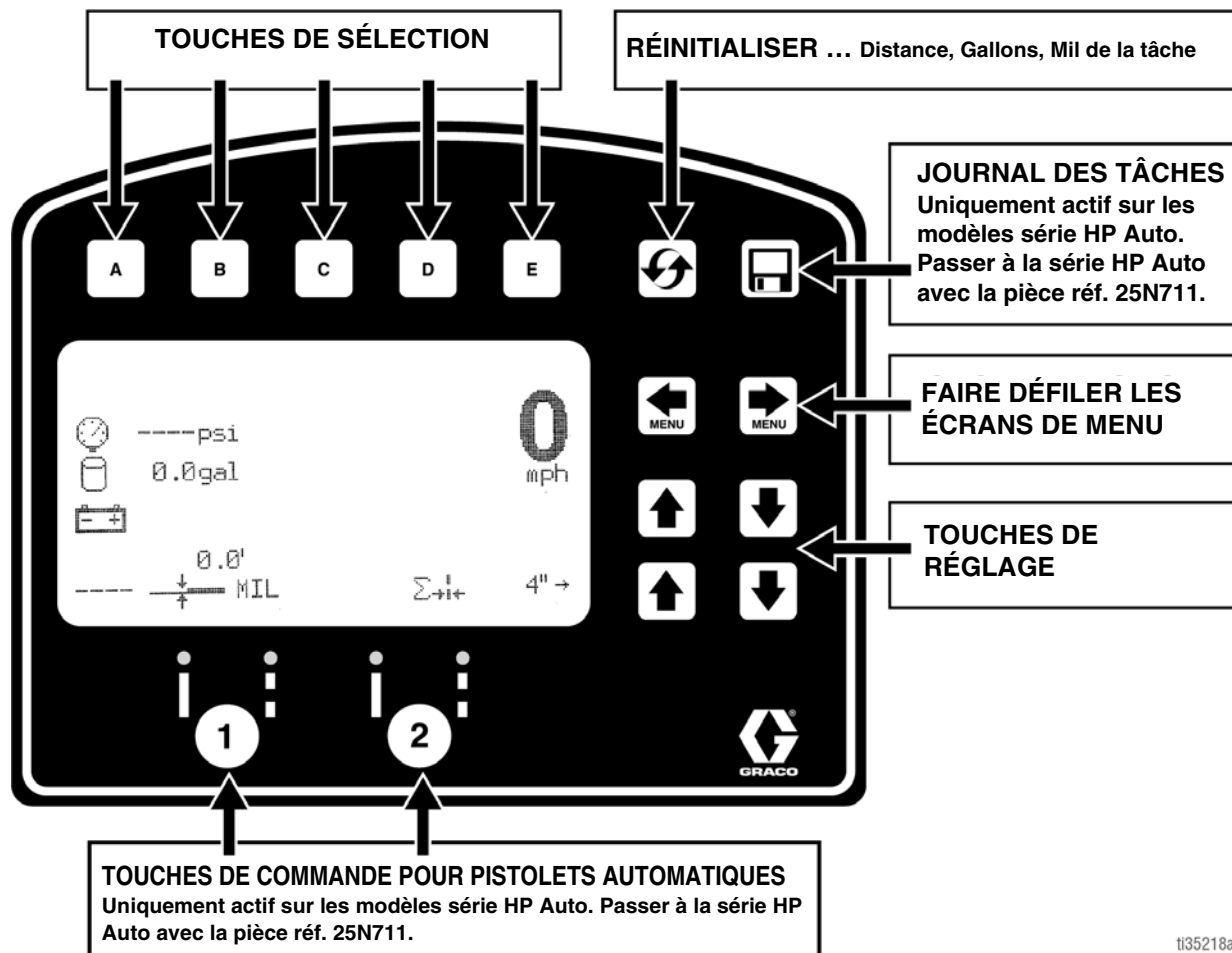 TOUCHES DE SÉLECTION
RÉINITIALISER ... Distance, Gallons, Mil de la tâche
JOURNAL DES TÂCHES
Uniquement actif sur les
modèles série HP Auto.
Passer à la série HP Auto
avec la pièce réf. 25N711.
A B C D E
FAIRE DÉFILER LES
ÉCRANS DE MENU
MENU MENU
----psi
0.0gal
0
mph
- +
0.0'
---- MIL Σ 4" →
TOUCHES DE
RÉGLAGE
1 2
G
GRACO
®
TOUCHES DE COMMANDE POUR PISTOLETS AUTOMATIQUES
Uniquement actif sur les modèles série HP Auto. Passer à la série HP
Auto avec la pièce réf. 25N711.
ti35218a